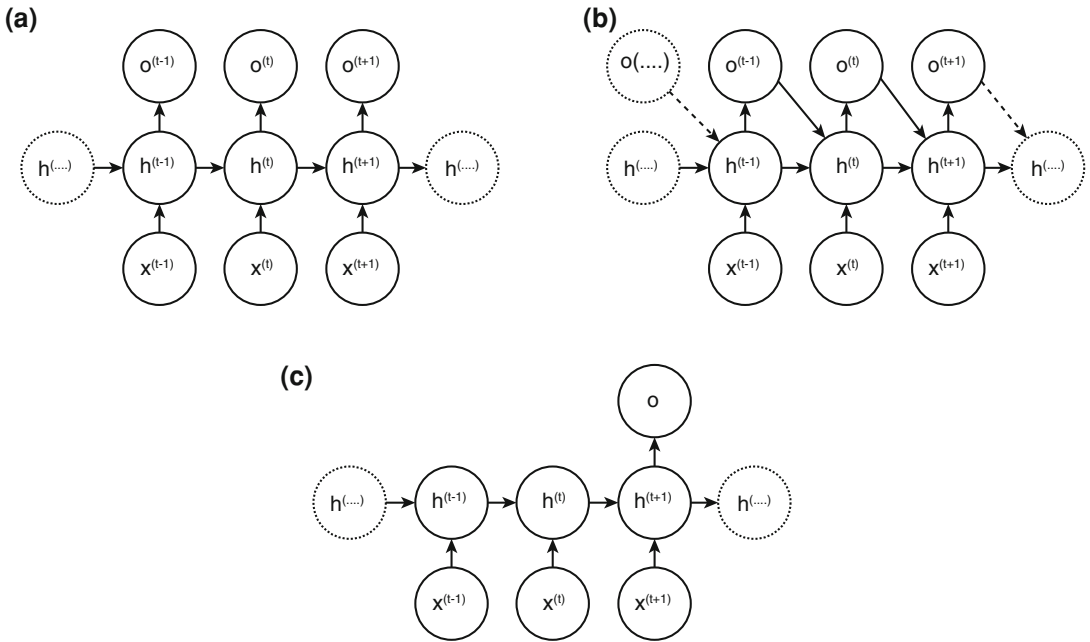 (a)
o(t-1) o(t) o(t+1)
h(....) h(t-1) h(t) h(t+1) h(....)
x(t-1) x(t) x(t+1)
(b)
o(....) o(t-1) o(t) o(t+1)
h(....) h(t-1) h(t) h(t+1) h(....)
x(t-1) x(t) x(t+1)
(c)
o
h(....) h(t-1) h(t) h(t+1) h(....)
x(t-1) x(t) x(t+1)